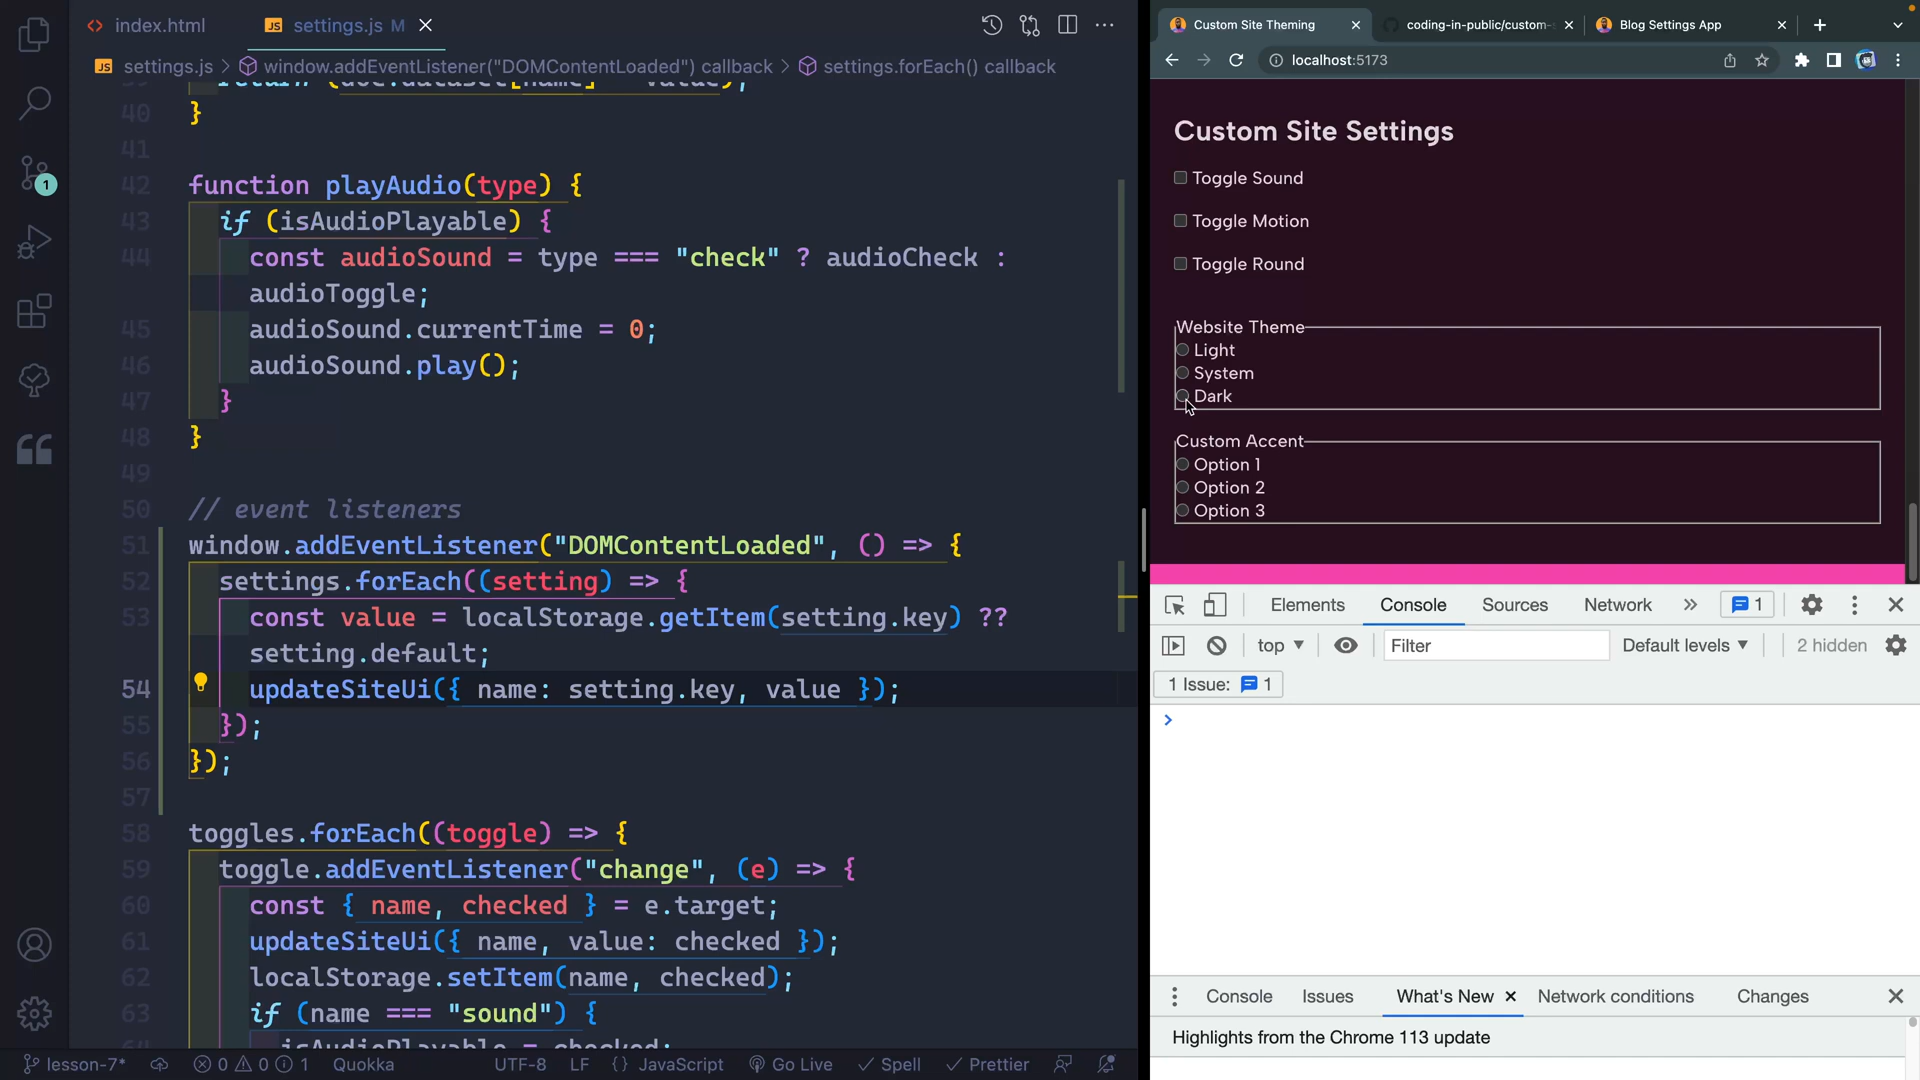 index.html
settings.js M
settings.js > window.addEventListener("DOMContentLoaded") callback > settings.forEach() callback
40 }
41
42 function playAudio(type) {
43 if (isAudioPlayable) {
44 const audioSound = type === "check" ? audioCheck :
audioToggle;
45 audioSound.currentTime = 0;
46 audioSound.play();
47 }
48 }
49
50 // event listeners
51 window.addEventListener("DOMContentLoaded", () => {
52 settings.forEach((setting) => {
53 const value = localStorage.getItem(setting.key) ??
setting.default;
54 updateSiteUi({ name: setting.key, value });
55 });
56 });
57
58 toggles.forEach((toggle) => {
59 toggle.addEventListener("change", (e) => {
60 const { name, checked } = e.target;
61 updateSiteUi({ name, value: checked });
62 localStorage.setItem(name, checked);
63 if (name === "sound") {
1
lesson-7*
0 0 1
Quokka
UTF-8
LF
{} JavaScript
Go Live
Spell
Prettier
Custom Site Theming
coding-in-public/custom-
Blog Settings App
localhost:5173
Custom Site Settings
Toggle Sound
Toggle Motion
Toggle Round
Website Theme
Light
System
Dark
Custom Accent
Option 1
Option 2
Option 3
Elements
Console
Sources
Network
1
top
Filter
Default levels
2 hidden
1 Issue: 1
Console
Issues
What's New
Network conditions
Changes
Highlights from the Chrome 113 update